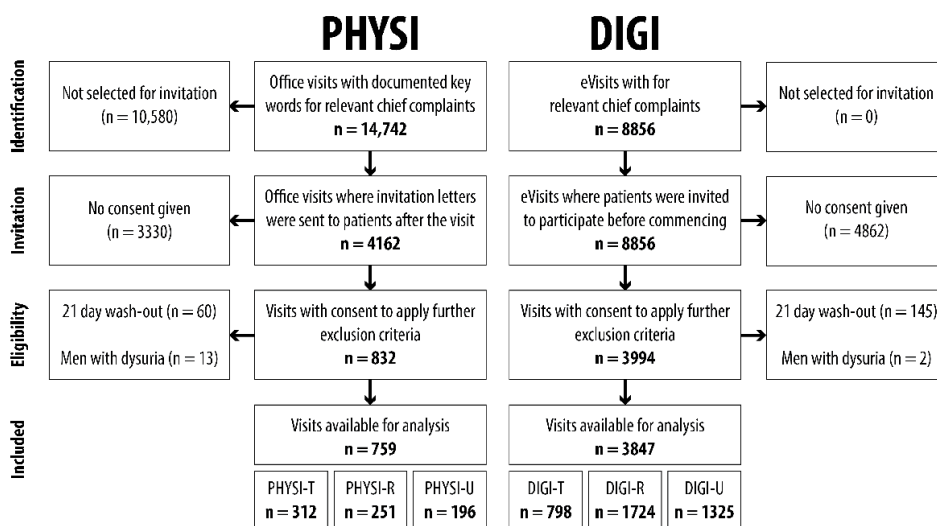 PHYSI
DIGI
Identification
Not selected for invitation
(n = 10,580)
Office visits with documented key
words for relevant chief complaints
n = 14,742
eVisits with for
relevant chief complaints
n = 8856
Not selected for invitation
(n = 0)
Invitation
No consent given
(n = 3330)
Office visits where invitation letters
were sent to patients after the visit
n = 4162
eVisits where patients were invited
to participate before commencing
n = 8856
No consent given
(n = 4862)
Eligibility
21 day wash-out (n = 60)
Men with dysuria (n = 13)
Visits with consent to apply further
exclusion criteria
n = 832
Visits with consent to apply further
exclusion criteria
n = 3994
21 day wash-out (n = 145)
Men with dysuria (n = 2)
Included
Visits available for analysis
n = 759
Visits available for analysis
n = 3847
PHYSI-T
n = 312
PHYSI-R
n = 251
PHYSI-U
n = 196
DIGI-T
n = 798
DIGI-R
n = 1724
DIGI-U
n = 1325